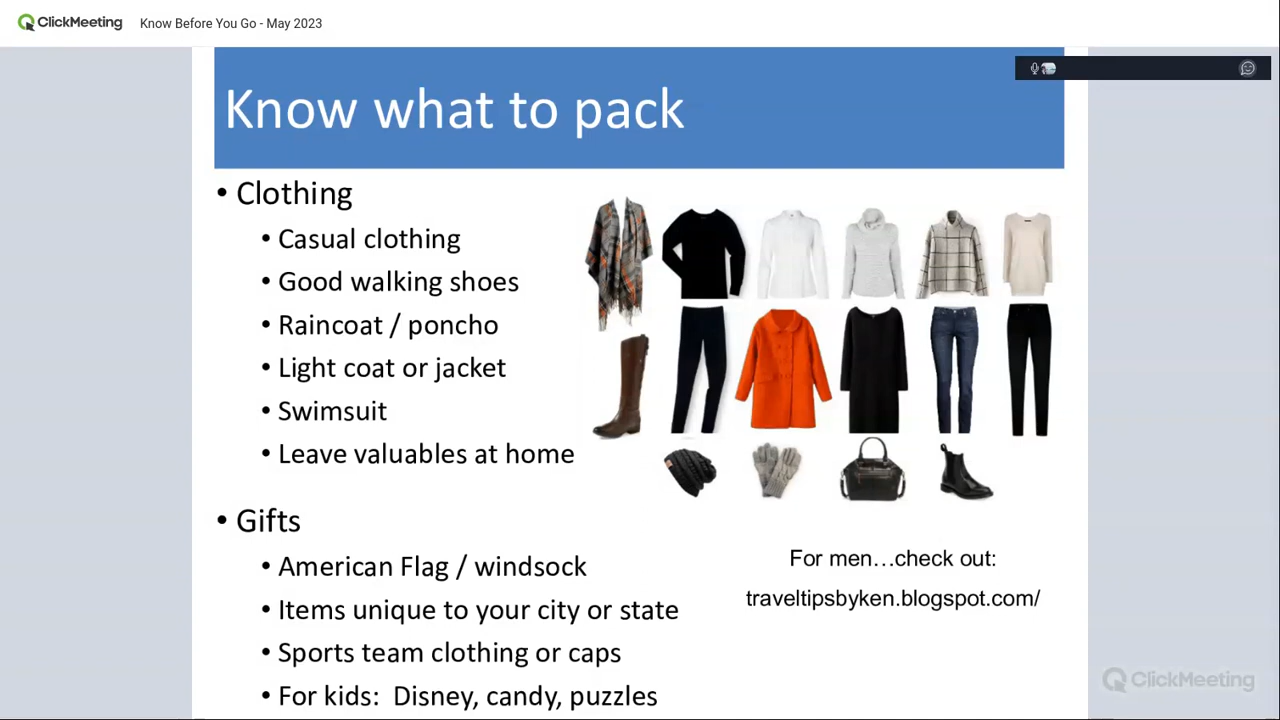 ClickMeeting
Know Before You Go - May 2023
Know what to pack
• Clothing
• Casual clothing
• Good walking shoes
• Raincoat / poncho
• Light coat or jacket
• Swimsuit
• Leave valuables at home
• Gifts
• American Flag / windsock
• Items unique to your city or state
• Sports team clothing or caps
• For kids:  Disney, candy, puzzles
For men…check out:
traveltipsbyken.blogspot.com/
ClickMeeting